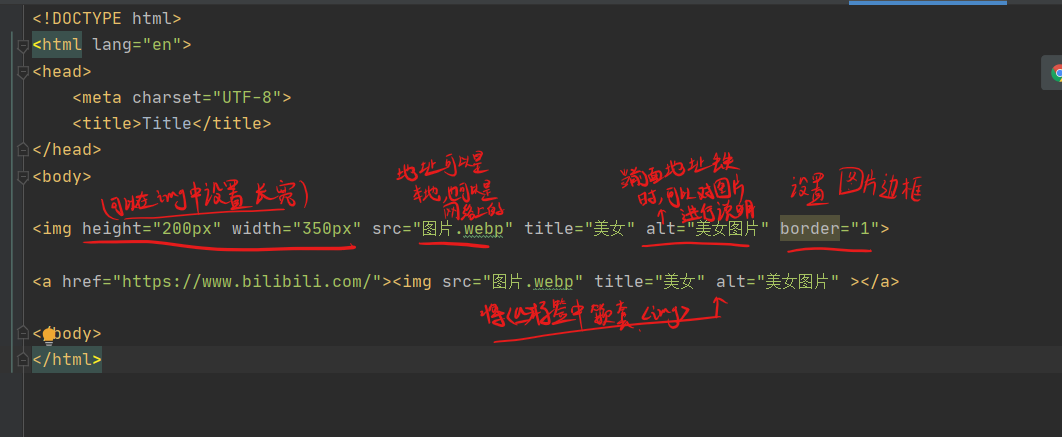 <!DOCTYPE html>
<html lang="en">
<head>
    <meta charset="UTF-8">
    <title>Title</title>
</head>
<body>
(可以在img中设置长宽)
地址可以是
本地,也可以是
网络上的
前面地址缺
时,可以对图片
进行说明
设置 图片边框
<img height="200px" width="350px" src="图片.webp" title="美女" alt="美女图片" border="1">
<a href="https://www.bilibili.com/"><img src="图片.webp" title="美女" alt="美女图片" ></a>
将<a>标签中嵌套<img>
<body>
</html>